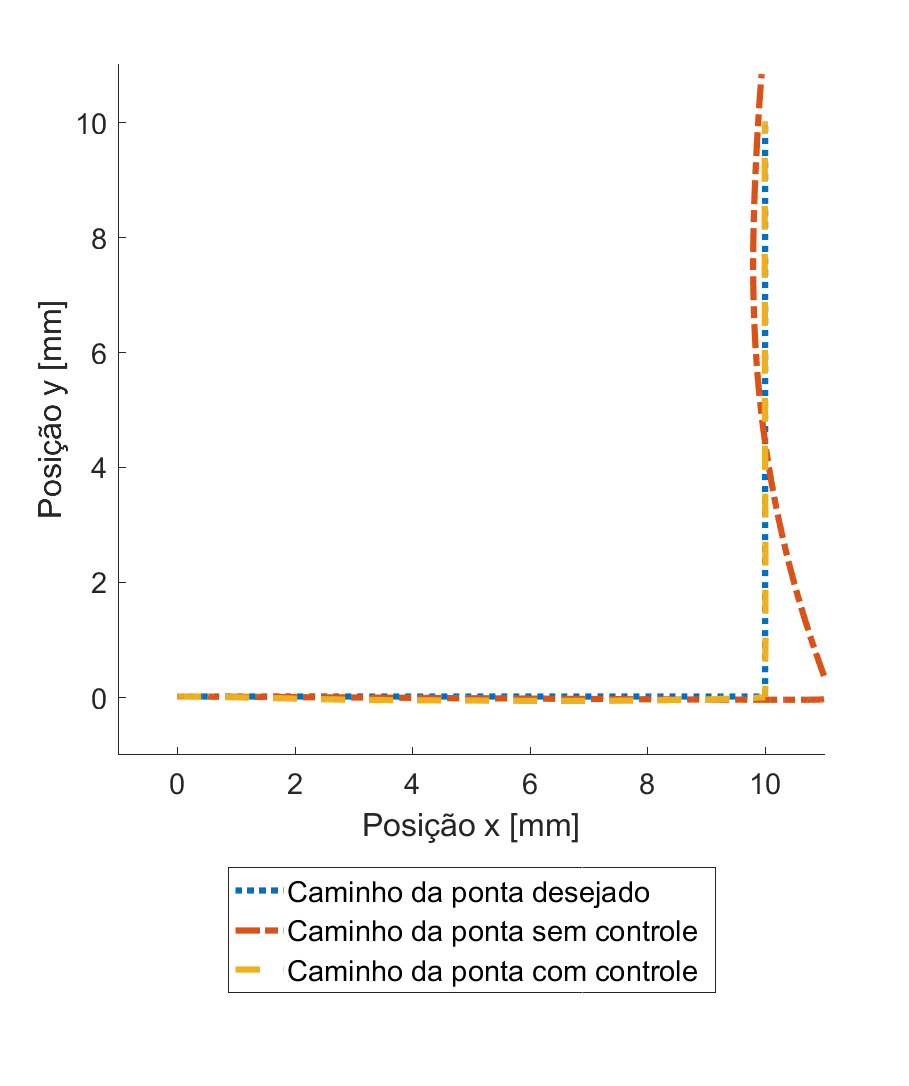 10
8
6
4
2
0
Posição y [mm]
0 2 4 6 8 10
Posição x [mm]
Caminho da ponta desejado
Caminho da ponta sem controle
Caminho da ponta com controle